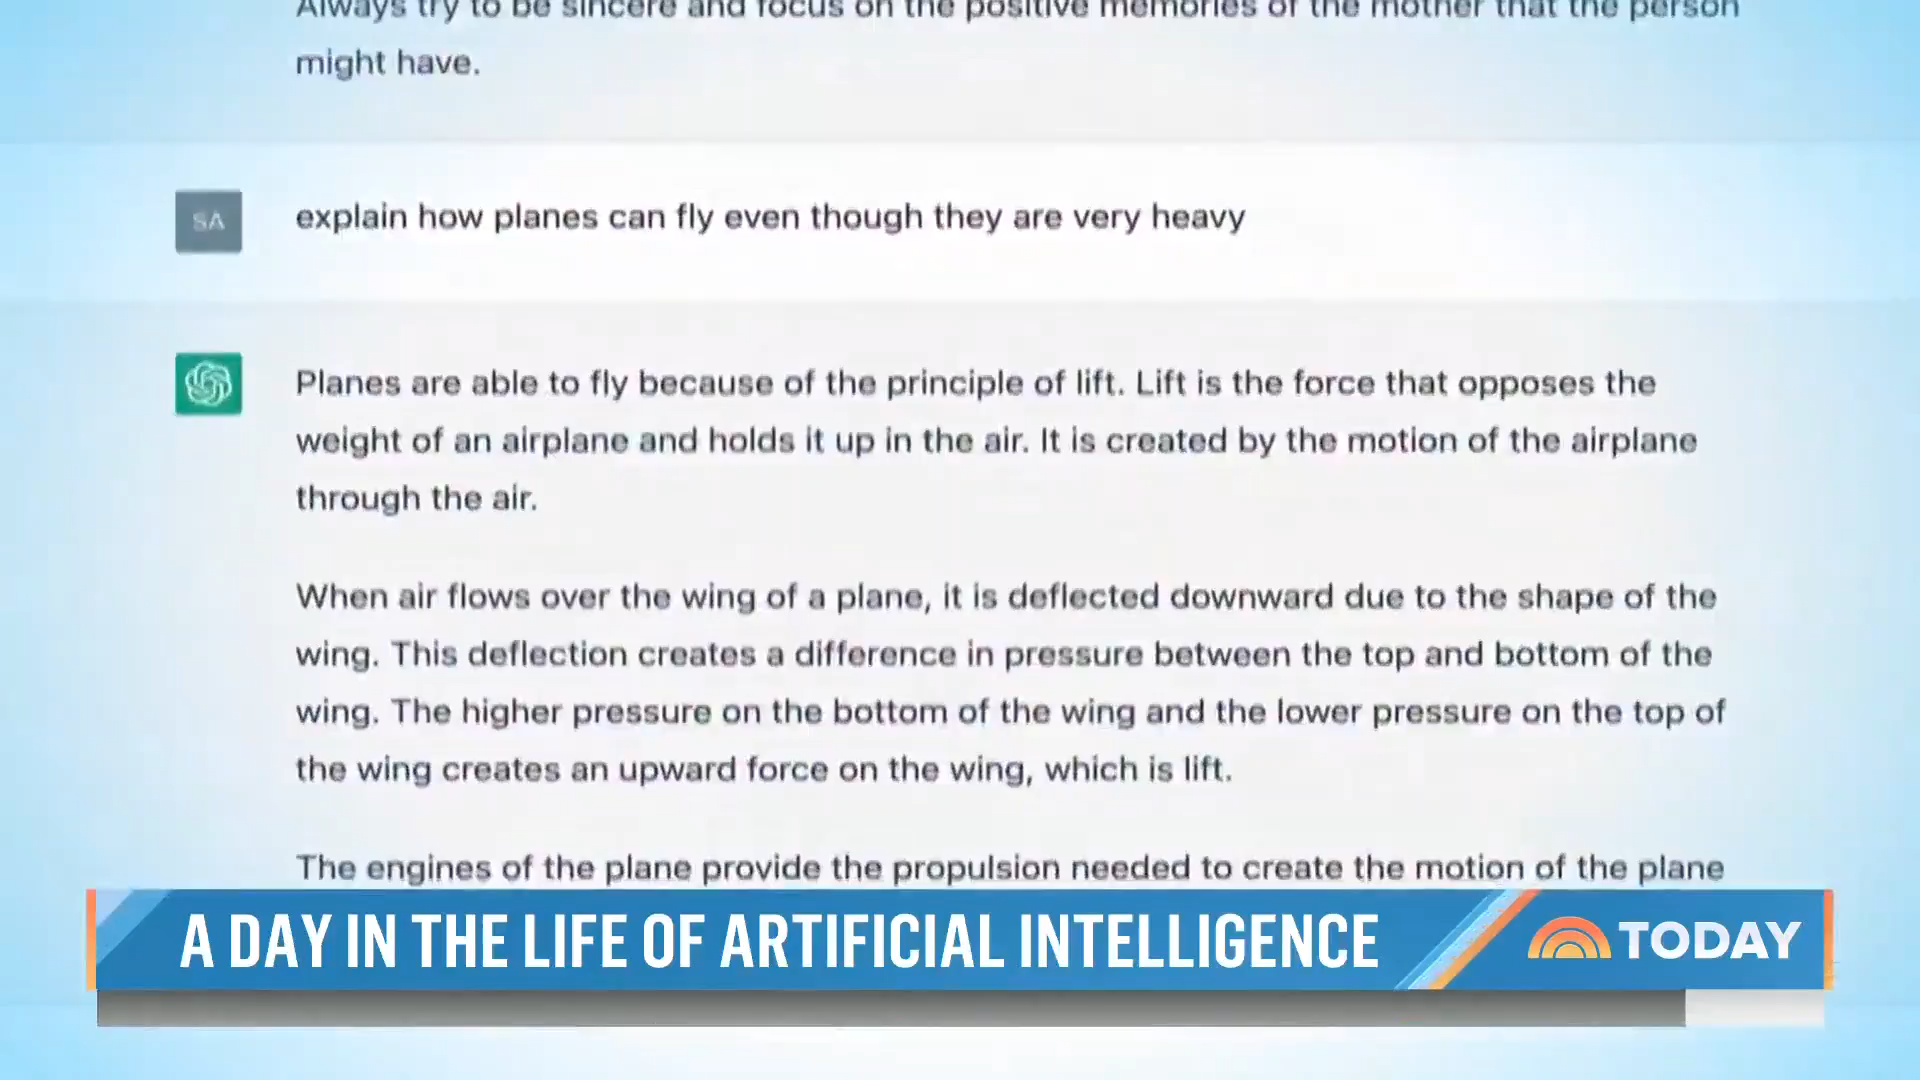 Always try to be sincere and focus on the positive memories of the mother that the person
might have.
SA
explain how planes can fly even though they are very heavy
Planes are able to fly because of the principle of lift. Lift is the force that opposes the
weight of an airplane and holds it up in the air. It is created by the motion of the airplane
through the air.
When air flows over the wing of a plane, it is deflected downward due to the shape of the
wing. This deflection creates a difference in pressure between the top and bottom of the
wing. The higher pressure on the bottom of the wing and the lower pressure on the top of
the wing creates an upward force on the wing, which is lift.
The engines of the plane provide the propulsion needed to create the motion of the plane
A DAY IN THE LIFE OF ARTIFICIAL INTELLIGENCE
TODAY